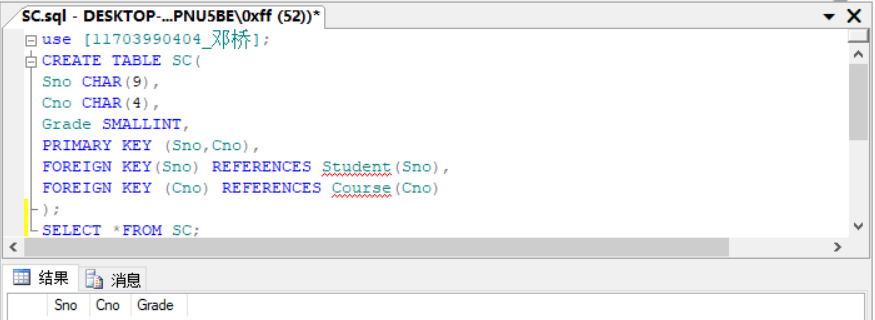 SC.sql - DESKTOP-...PNU5BE\0xff (52))*
use [11703990404_邓桥];
CREATE TABLE SC(
Sno CHAR(9),
Cno CHAR(4),
Grade SMALLINT,
PRIMARY KEY (Sno,Cno),
FOREIGN KEY(Sno) REFERENCES Student(Sno),
FOREIGN KEY (Cno) REFERENCES Course(Cno)
);
SELECT *FROM SC;
结果 消息
Sno Cno Grade